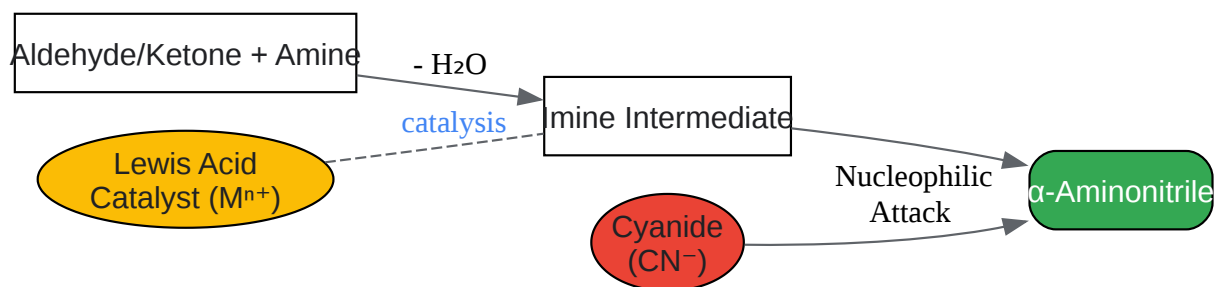 Aldehyde/Ketone + Amine
- H₂O
Imine Intermediate
catalysis
Lewis Acid
Catalyst (Mⁿ⁺)
Nucleophilic
Attack
α-Aminonitrile
Cyanide
(CN⁻)